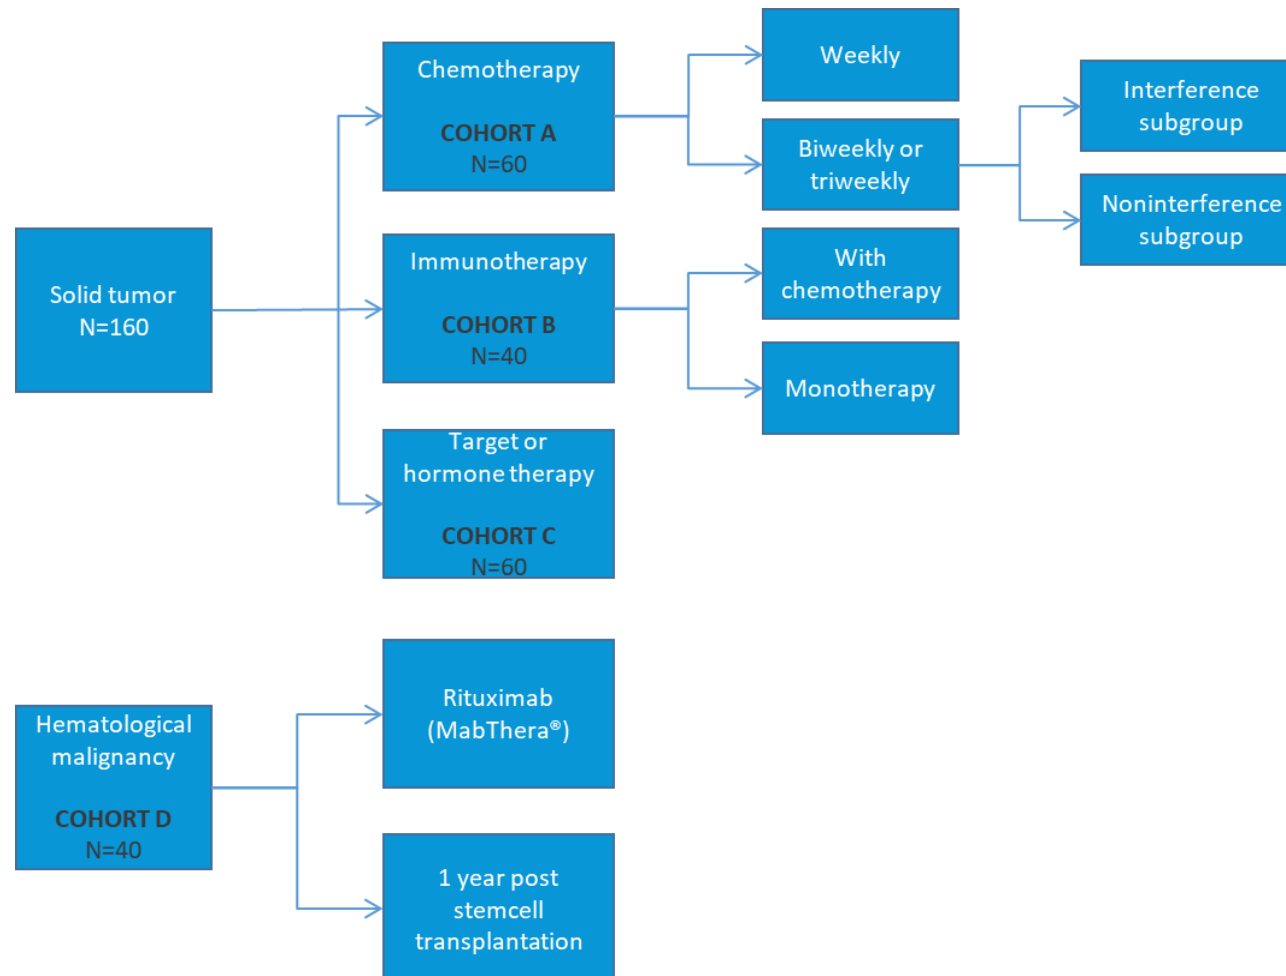 Solid tumor
N=160
Chemotherapy
COHORT A
N=60
Immunotherapy
COHORT B
N=40
Target or
hormone therapy
COHORT C
N=60
Weekly
Biweekly or
triweekly
With
chemotherapy
Monotherapy
Interference
subgroup
Noninterference
subgroup
Hematological
malignancy
COHORT D
N=40
Rituximab
(MabThera®)
1 year post
stemcell
transplantation